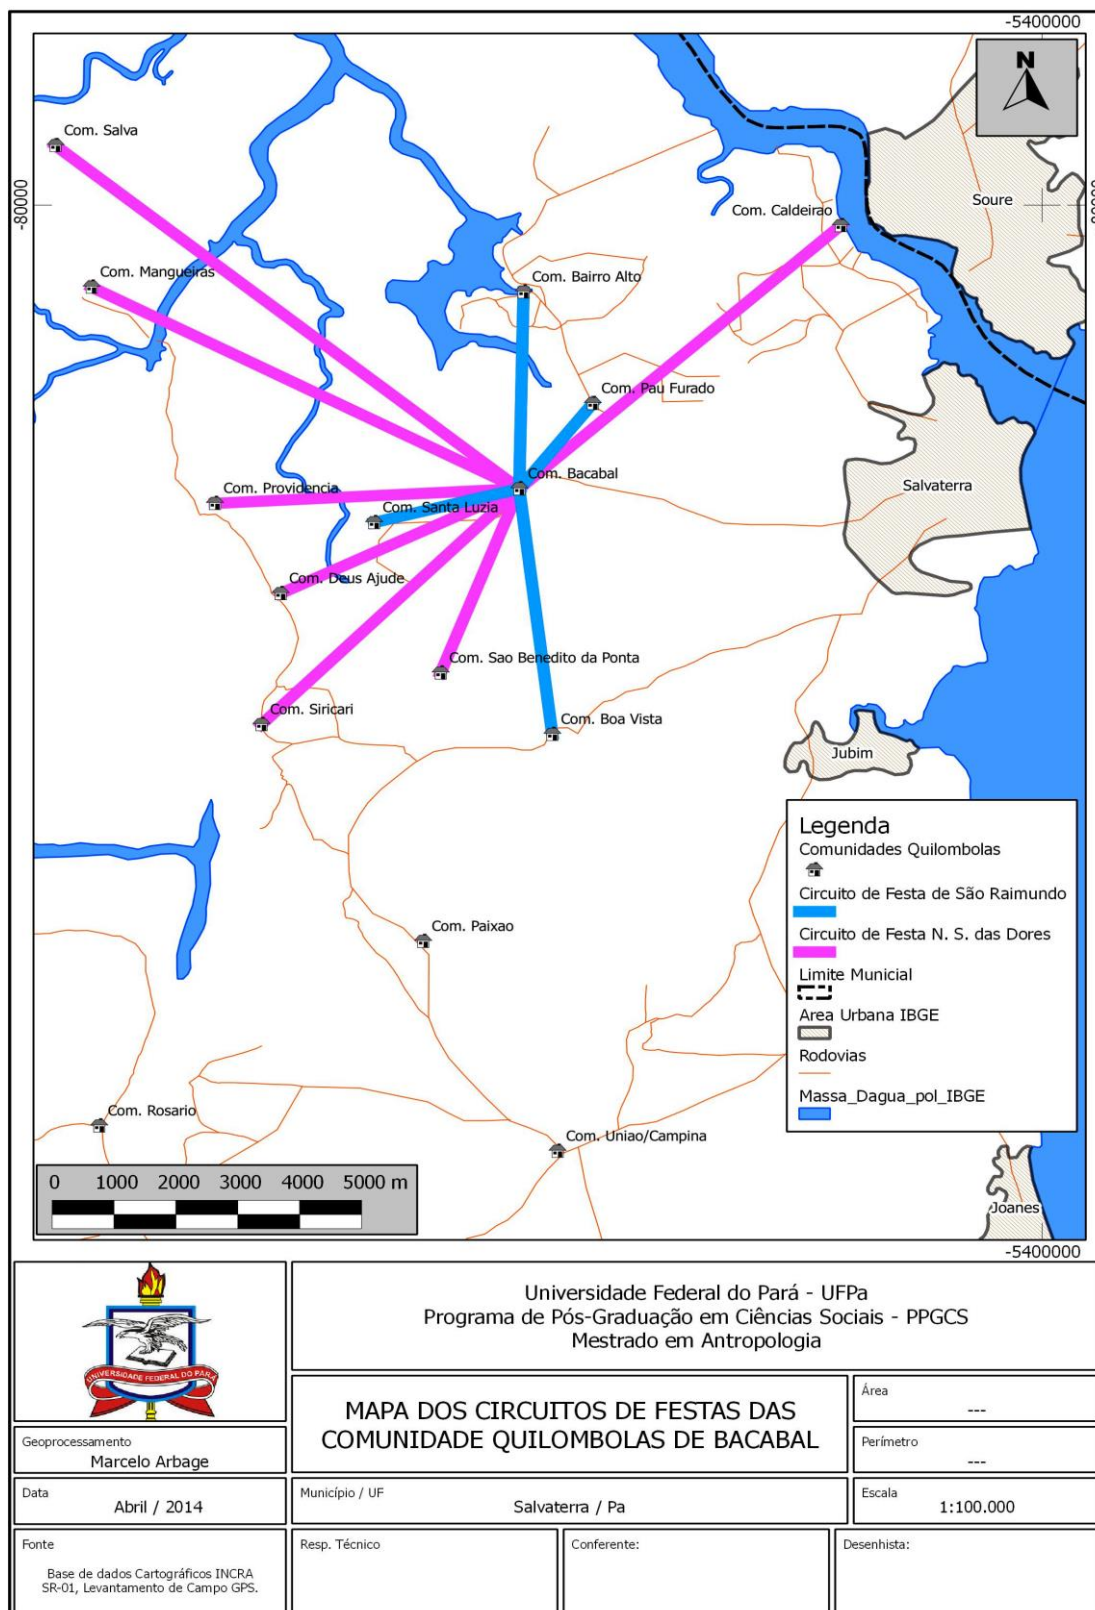 -5400000
N
Com. Salva
-80000
80000
Soure
Com. Caldeirao
Com. Mangueiras
Com. Bairro Alto
Com. Pau Furado
Com. Bacabal
Salvaterra
Com. Providencia
Com. Santa Luzia
Com. Deus Ajude
Com. Sao Benedito da Ponta
Com. Siricari
Com. Boa Vista
Jubim
Legenda
Comunidades Quilombolas
Circuito de Festa de São Raimundo
Circuito de Festa N. S. das Dores
Limite Municial
Area Urbana IBGE
Rodovias
Massa_Dagua_pol_IBGE
Com. Paixao
Com. Rosario
Com. Uniao/Campina
Joanes
0 1000 2000 3000 4000 5000 m
-5400000
UNIVERSIDADE FEDERAL DO PARÁ
Universidade Federal do Pará - UFPa
Programa de Pós-Graduação em Ciências Sociais - PPGCS
Mestrado em Antropologia
MAPA DOS CIRCUITOS DE FESTAS DAS
COMUNIDADE QUILOMBOLAS DE BACABAL
Área
---
Perímetro
---
Geoprocessamento
Marcelo Arbage
Data
Abril / 2014
Município / UF
Salvaterra / Pa
Escala
1:100.000
Fonte
Base de dados Cartográficos INCRA
SR-01, Levantamento de Campo GPS.
Resp. Técnico
Conferente:
Desenhista: